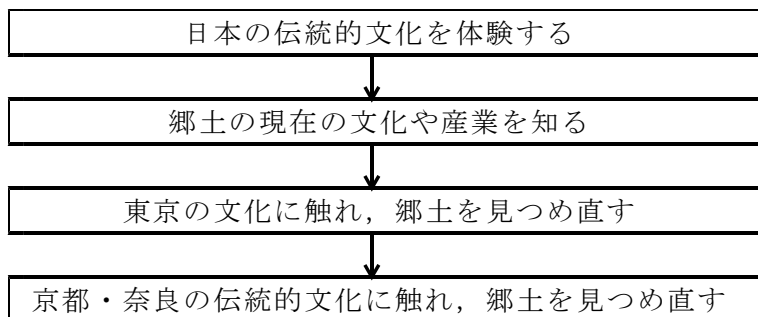 日本の伝統的文化を体験する
郷土の現在の文化や産業を知る
東京の文化に触れ，郷土を見つめ直す
京都・奈良の伝統的文化に触れ，郷土を見つめ直す